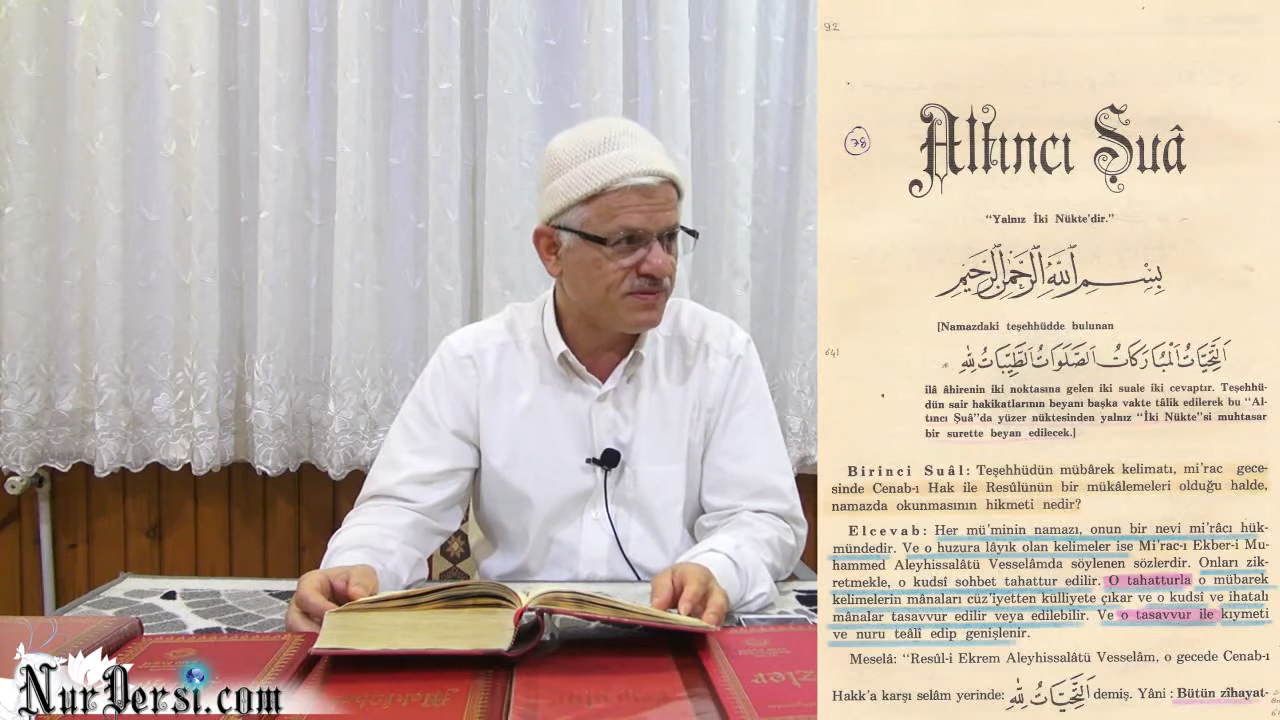 92
78
Altıncı Şuâ
“Yalnız İki Nükte'dir.”
بِسْمِ اللّٰهِ الرَّحْمٰنِ الرَّحِيمِ
[Namazdaki teşehhüdde bulunan
641
اَلتَّحِيَّاتُ الْمُبَارَكَاتُ الصَّلَوَاتُ الطَّيِّبَاتُ لِلّٰهِ
ilâ âhirenin iki noktasına gelen iki suale iki cevaptır. Teşehhü-
dün sair hakikatlarının beyanı başka vakte tâlik edilerek bu “Al-
tıncı Şuâ”da yüzer nüktesinden yalnız “İki Nükte”si muhtasar
bir surette beyan edilecek.]
Birinci Suâl: Teşehhüdün mübârek kelimatı, mi'rac gece-
sinde Cenab-ı Hak ile Resûlünün bir mükâlemeleri olduğu halde,
namazda okunmasının hikmeti nedir?
Elcevab: Her mü'minin namazı, onun bir nevi mi'râcı hük-
mündedir. Ve o huzura lâyık olan kelimeler ise Mi'rac-ı Ekber-i Mu-
hammed Aleyhissalâtü Vesselâmda söylenen sözlerdir. Onları zik-
retmekle, o kudsî sohbet tahattur edilir. O tahatturla o mübarek
kelimelerin mânaları cüz'iyetten külliyete çıkar ve o kudsî ve ihatalı
mânalar tasavvur edilir veya edilebilir. Ve o tasavvur ile kıymeti
ve nuru teâlî edip genişlenir.
Meselâ: “Resûl-i Ekrem Aleyhissalâtü Vesselâm, o gecede Cenab-ı
Hakk'a karşı selâm yerinde: اَلتَّحِيَّاتُ لِلّٰهِ demiş. Yâni : Bütün zîhayat-
NurDersi.com